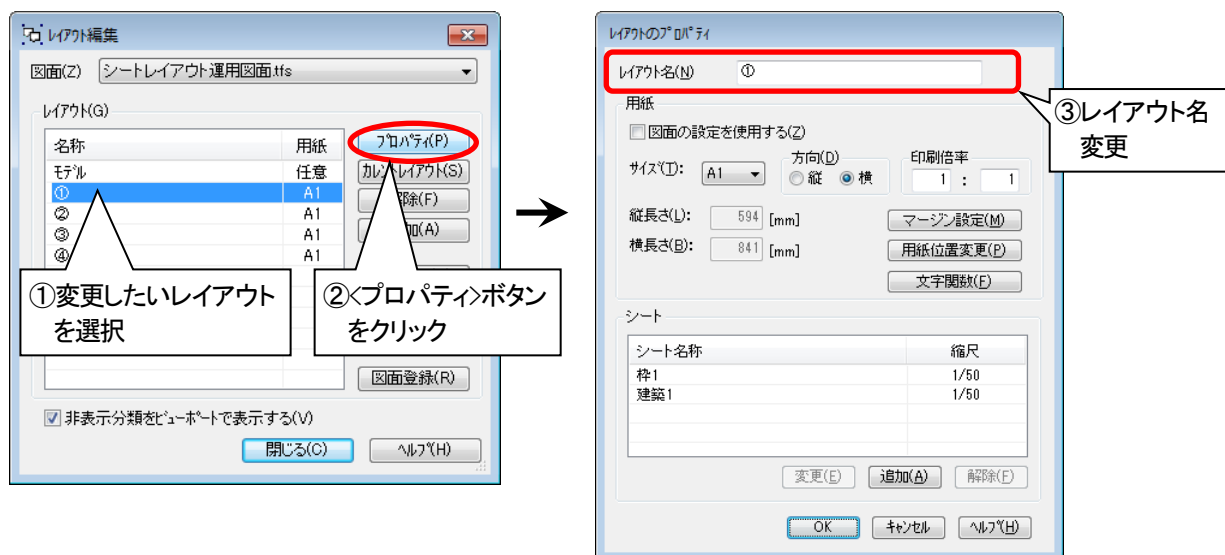 レイアウト編集
図面(Z) シートレイアウト運用図面.tfs
レイアウト(G)
名称 用紙
モデル 任意
① A1
② A1
③ A1
④ A1
プロパティ(P)
カレントレイアウト(S)
除(F)
(A)
図面登録(R)
①変更したいレイアウト
を選択
②<プロパティ>ボタン
をクリック
非表示分類をビューポートで表示する(V)
閉じる(C) ヘルプ(H)
レイアウトのプロパティ
レイアウト名(N) ①
③レイアウト名
変更
用紙
図面の設定を使用する(Z)
サイズ(T): A1 方向(D) 縦 横 印刷倍率 1 : 1
縦長さ(L): 594 [mm] マージン設定(M)
横長さ(B): 841 [mm] 用紙位置変更(P)
文字関数(F)
シート
シート名称 縮尺
枠1 1/50
建築1 1/50
変更(E) 追加(A) 解除(F)
OK キャンセル ヘルプ(H)